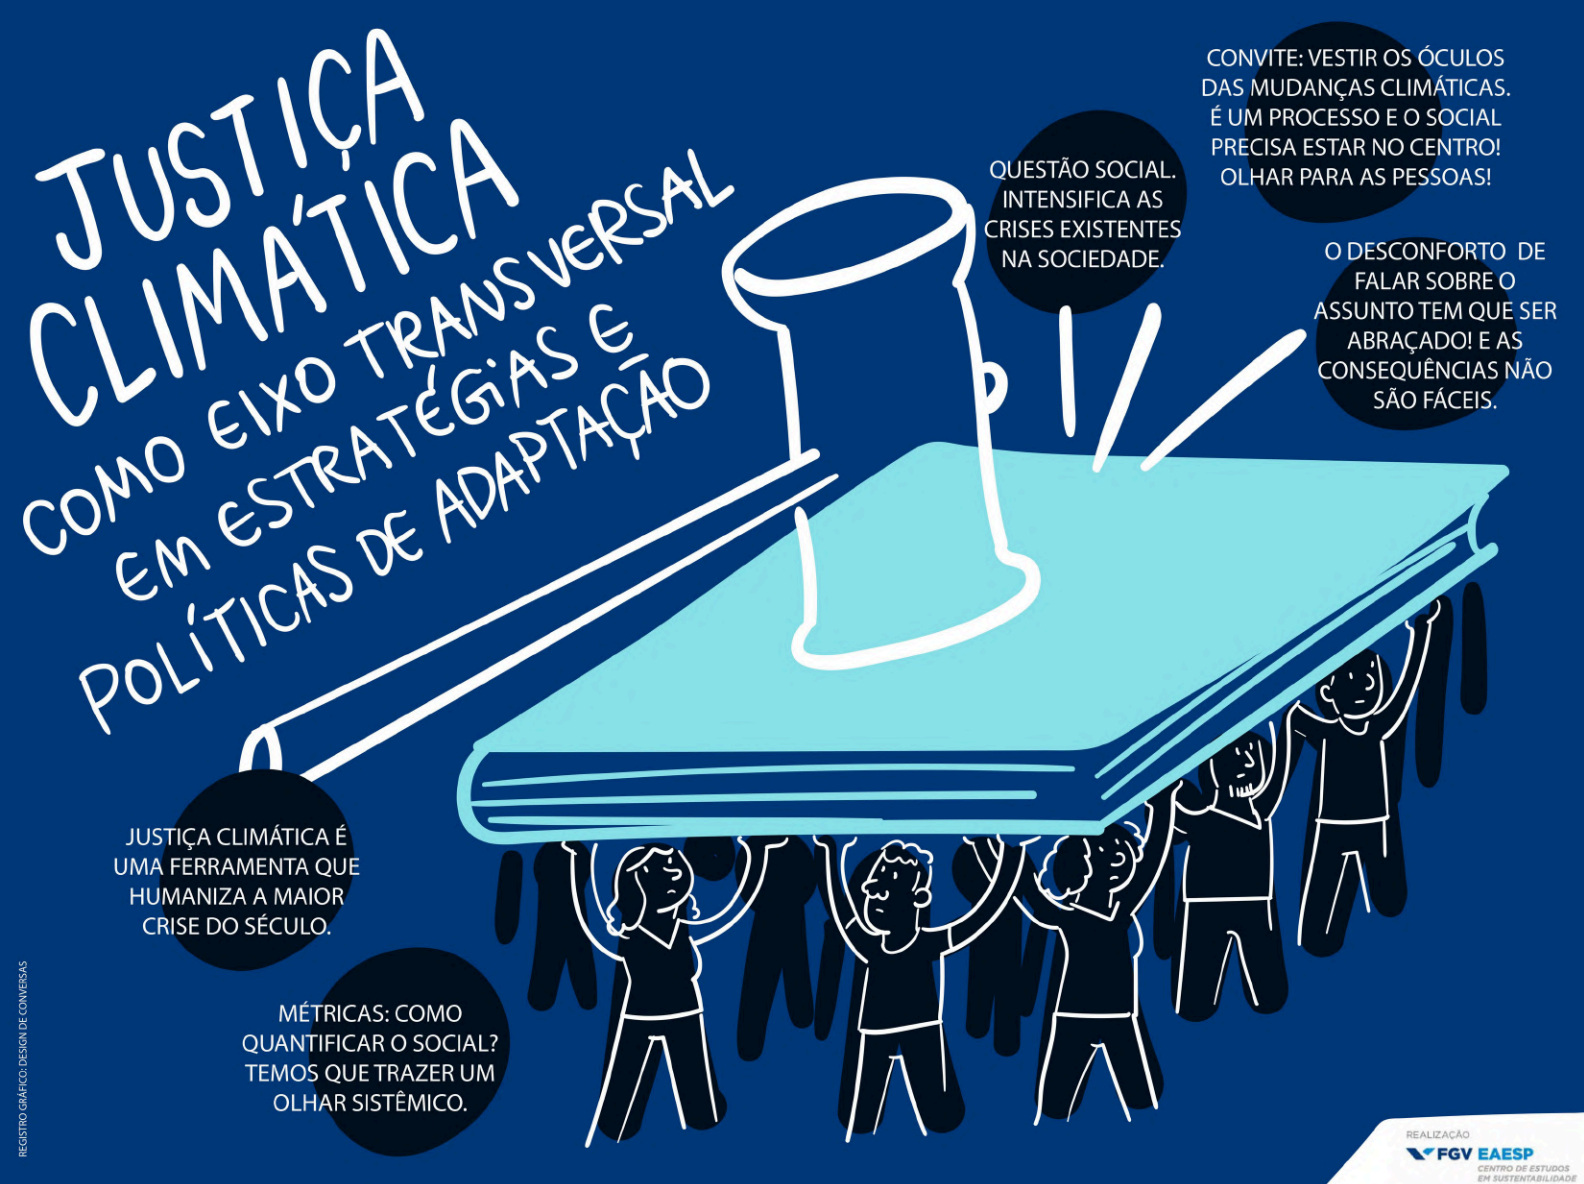 JUSTIÇA
CLIMÁTICA
COMO EIXO TRANSVERSAL
EM ESTRATÉGIAS E
POLÍTICAS DE ADAPTAÇÃO
CONVITE: VESTIR OS ÓCULOS
DAS MUDANÇAS CLIMÁTICAS.
É UM PROCESSO E O SOCIAL
PRECISA ESTAR NO CENTRO!
OLHAR PARA AS PESSOAS!
QUESTÃO SOCIAL.
INTENSIFICA AS
CRISES EXISTENTES
NA SOCIEDADE.
O DESCONFORTO DE
FALAR SOBRE O
ASSUNTO TEM QUE SER
ABRAÇADO! E AS
CONSEQUÊNCIAS NÃO
SÃO FÁCEIS.
JUSTIÇA CLIMÁTICA É
UMA FERRAMENTA QUE
HUMANIZA A MAIOR
CRISE DO SÉCULO.
MÉTRICAS: COMO
QUANTIFICAR O SOCIAL?
TEMOS QUE TRAZER UM
OLHAR SISTÊMICO.
REGISTRO GRÁFICO: DESIGN DE CONVERSAS
REALIZAÇÃO
FGV EAESP
CENTRO DE ESTUDOS
EM SUSTENTABILIDADE